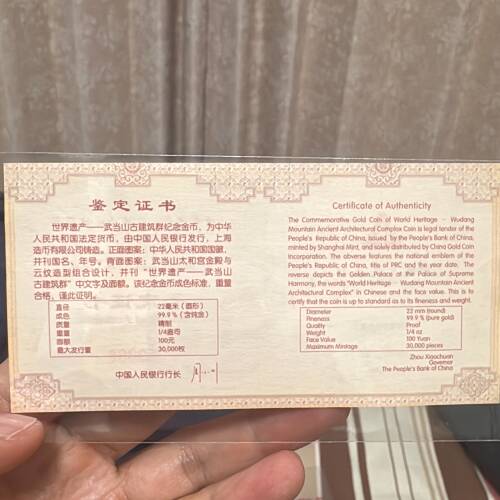 鉴定证书
世界遗产——武当山古建筑群纪念金币，为中华
人民共和国法定货币，由中国人民银行发行，上海
造币有限公司铸造。正面图案：中华人民共和国国徽，
并刊国名、年号。背面图案：武当山太和宫金殿与
云纹造型组合设计，并刊“世界遗产——武当山
古建筑群”中文字及面额。该纪念金币成色标准，重量
合格，谨此证明。
直径 22毫米（圆形）
成色 99.9％（含纯金）
质量 精制
重量 1/4盎司
面额 100元
最大发行量 30,000枚
中国人民银行行长
Certificate of Authenticity
The Commemorative Gold Coin of World Heritage - Wudang
Mountain Ancient Architectural Complex Coin is legal tender of the
People's Republic of China, issued by the People's Bank of China,
minted by Shanghai Mint, and solely distributed by China Gold Coin
Incorporation. The averse features the national emblem of the
People's Republic of China, title of PRC and the year date. The
reverse depicts the Golden Palace at the Palace of Supreme
Harmony, the words "World Heritage - Wudang Mountain Ancient
Architectural Complex" in Chinese and the face value. This is to
certify that the coin is up to standard as to its fineness and weight.
Diameter 22 mm (round)
Fineness 99.9% (pure gold)
Quality Proof
Weight 1/4 oz
Face Value 100 Yuan
Maximum Mintage 30,000 pieces
Zhou Xiaochuan
Governor
The People's Bank of China